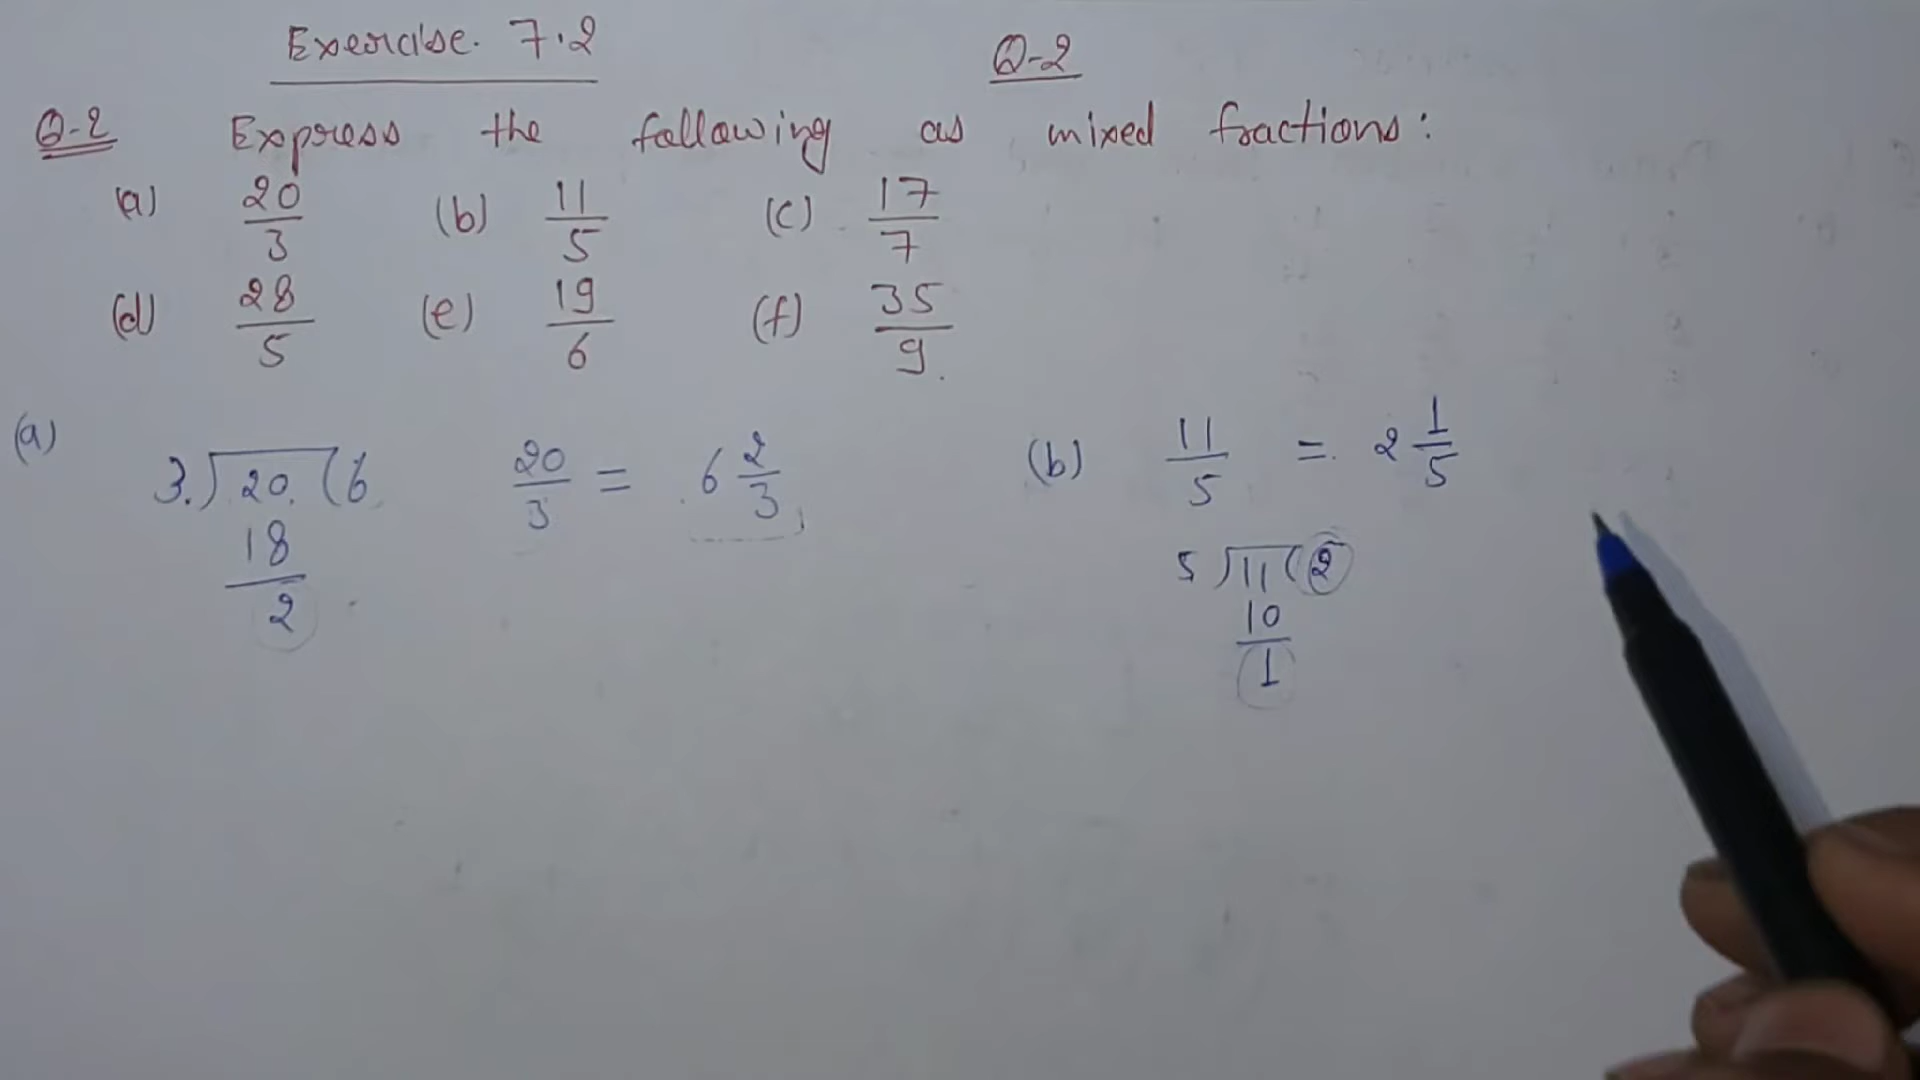 Exercise. 7.2
Q-2
Q-2 Express the following as mixed fractions:
(a) 20/3 (b) 11/5 (c) 17/7
(d) 28/5 (e) 19/6 (f) 35/9.
(a) 3.)20.(6 20/3 = 6 2/3
18
2
(b) 11/5 = 2 1/5
5)11(2
10
1